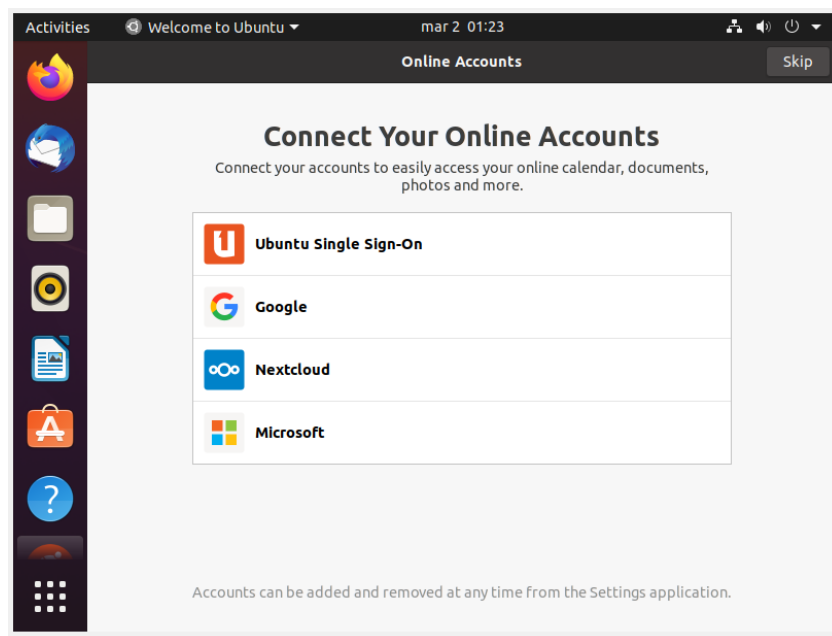 Activities Welcome to Ubuntu mar 2 01:23
Online Accounts Skip
Connect Your Online Accounts
Connect your accounts to easily access your online calendar, documents,
photos and more.
Ubuntu Single Sign-On
Google
Nextcloud
Microsoft
Accounts can be added and removed at any time from the Settings application.